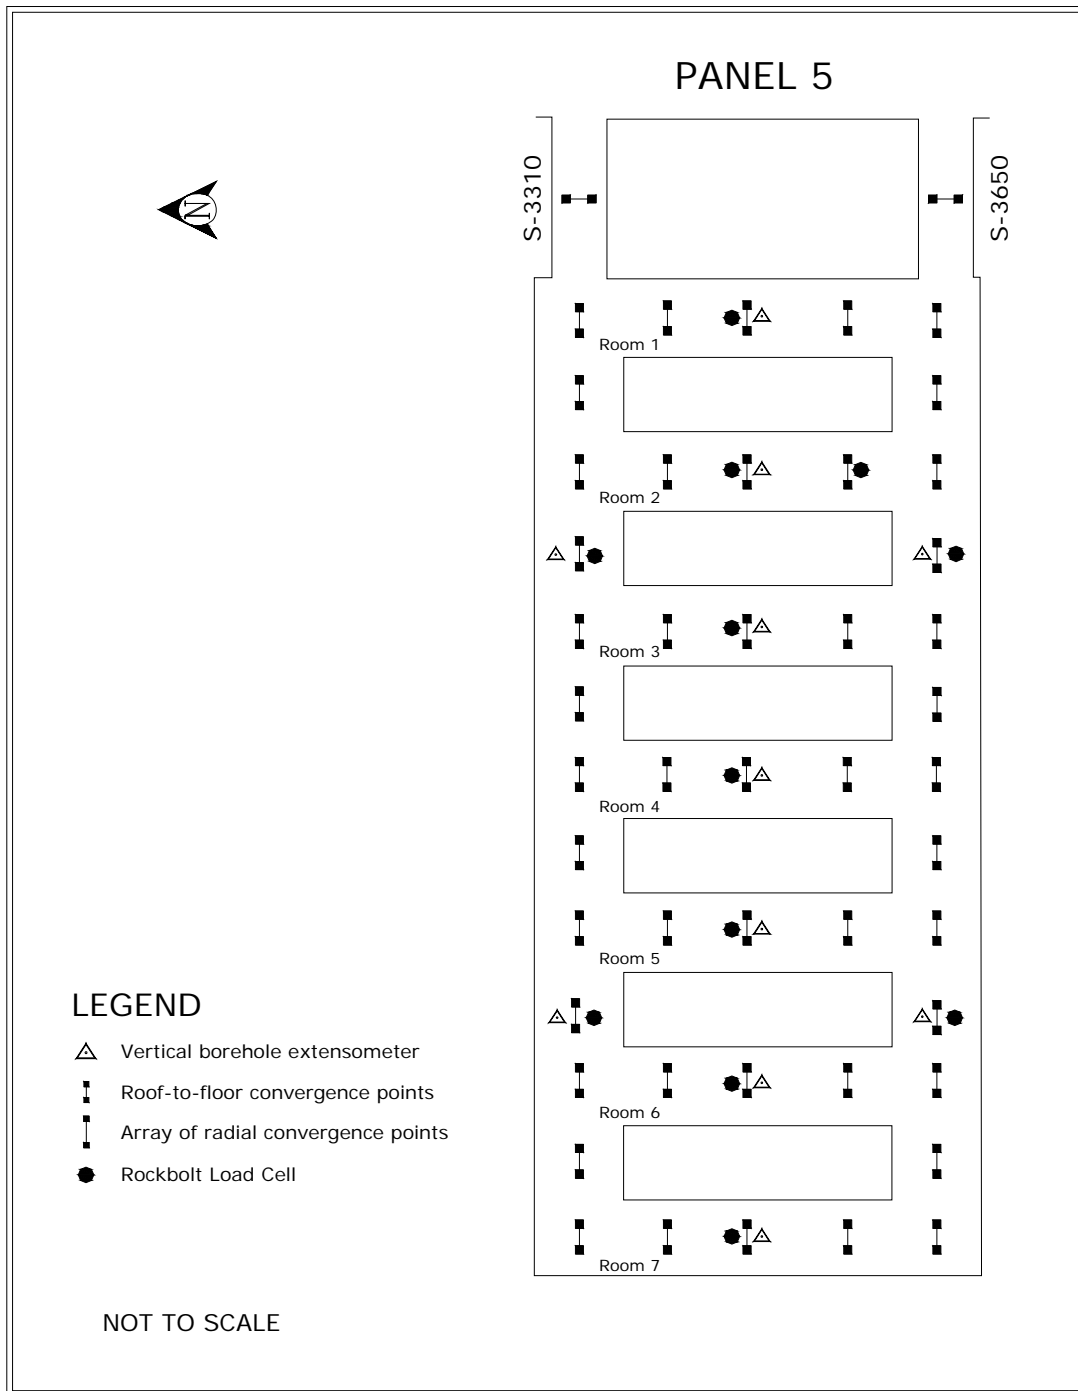 PANEL 5
S-3310
S-3650
N
Room 1
Room 2
Room 3
Room 4
Room 5
Room 6
Room 7
LEGEND
Vertical borehole extensometer
Roof-to-floor convergence points
Array of radial convergence points
Rockbolt Load Cell
NOT TO SCALE